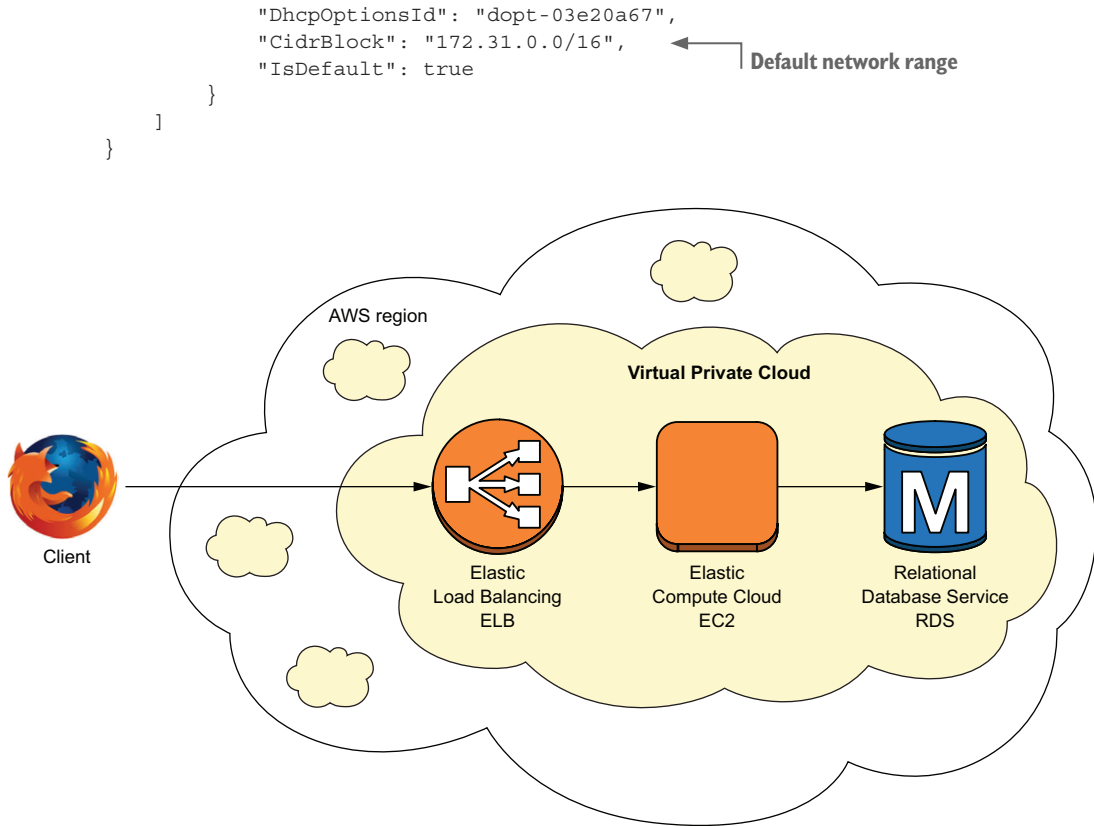 "DhcpOptionsId": "dopt-03e20a67",
"CidrBlock": "172.31.0.0/16",
Default network range
"IsDefault": true
}
]
}
AWS region
Virtual Private Cloud
M
Client
Elastic
Load Balancing
ELB
Elastic
Compute Cloud
EC2
Relational
Database Service
RDS